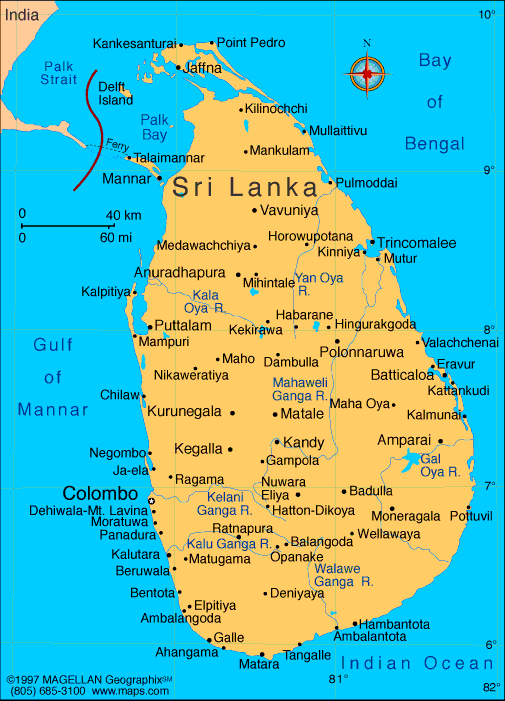 India
10°
Kankesanturai
Point Pedro
N
Palk
Strait
Jaffna
Bay
of
Bengal
Delft
Island
Kilinochchi
Palk
Bay
Mullaittivu
Ferry
Mankulam
Talaimannar
9°
Mannar
Sri Lanka
Pulmoddai
0
40 km
0
60 mi
Vavuniya
Medawachchiya
Horowupotana
Kinniya
Trincomalee
Mutur
Anuradhapura
Mihintale
Yan Oya
R.
Kalpitiya
Kala
Oya R.
Habarane
Puttalam
Kekirawa
Hingurakgoda
8°
Mampuri
Polonnaruwa
Valachchenai
Gulf
of
Mannar
Maho
Dambulla
Eravur
Nikaweratiya
Batticaloa
Mahaweli
Ganga R.
Kattankudi
Chilaw
Maha Oya
Kurunegala
Matale
Kalmunai
Kandy
Amparai
Negombo
Kegalla
Gampola
Gal
Oya R.
Ja-ela
Ragama
Nuwara
Eliya
7°
Colombo
Kelani
Ganga R.
Badulla
Dehiwala-Mt. Lavina
Hatton-Dikoya
Moneragala
Pottuvil
Moratuwa
Ratnapura
Panadura
Wellawaya
Kalu Ganga R.
Balangoda
Kalutara
Matugama
Opanake
Beruwala
Walawe
Ganga R.
Bentota
Deniyaya
Elpitiya
Ambalangoda
Hambantota
Galle
Ambalantota
Ahangama
Tangalle
6°
Matara
Indian Ocean
©1997 MAGELLAN Geographix℠
(805) 685-3100 www.maps.com
81°
82°